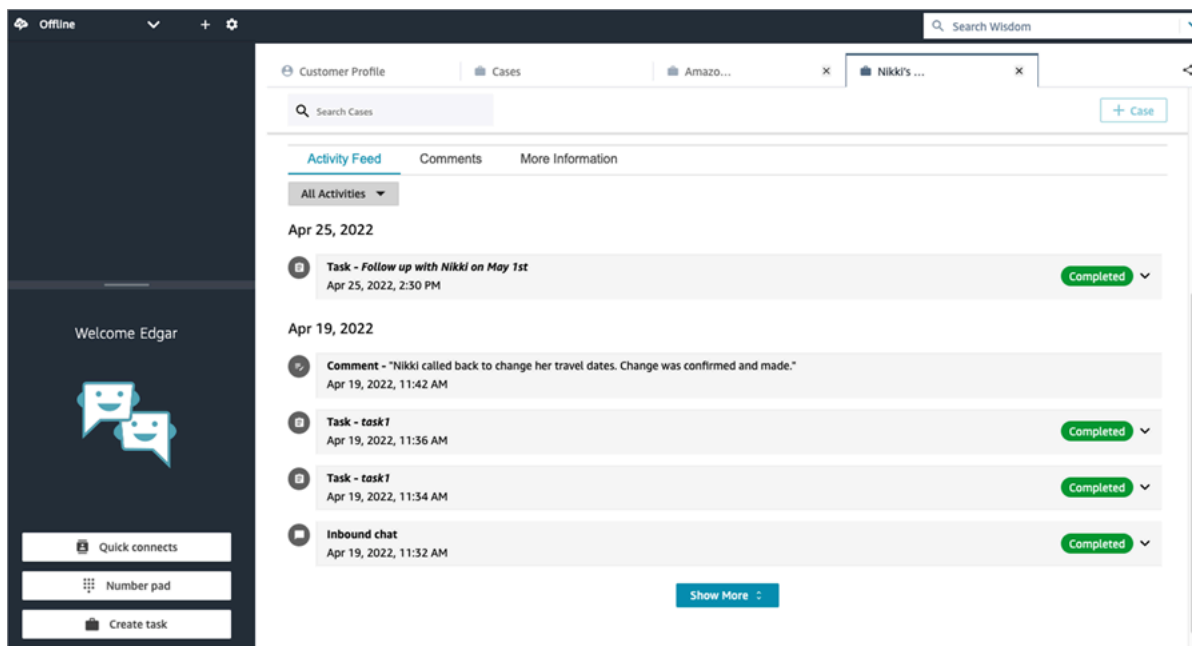 Offline
Search Wisdom
Customer Profile
Cases
Amazo...
Nikki's ...
Search Cases
+ Case
Activity Feed
Comments
More Information
All Activities
Apr 25, 2022
Task - Follow up with Nikki on May 1st
Apr 25, 2022, 2:30 PM
Completed
Apr 19, 2022
Comment - "Nikki called back to change her travel dates. Change was confirmed and made."
Apr 19, 2022, 11:42 AM
Task - task1
Apr 19, 2022, 11:36 AM
Completed
Task - task1
Apr 19, 2022, 11:34 AM
Completed
Inbound chat
Apr 19, 2022, 11:32 AM
Completed
Show More
Welcome Edgar
Quick connects
Number pad
Create task